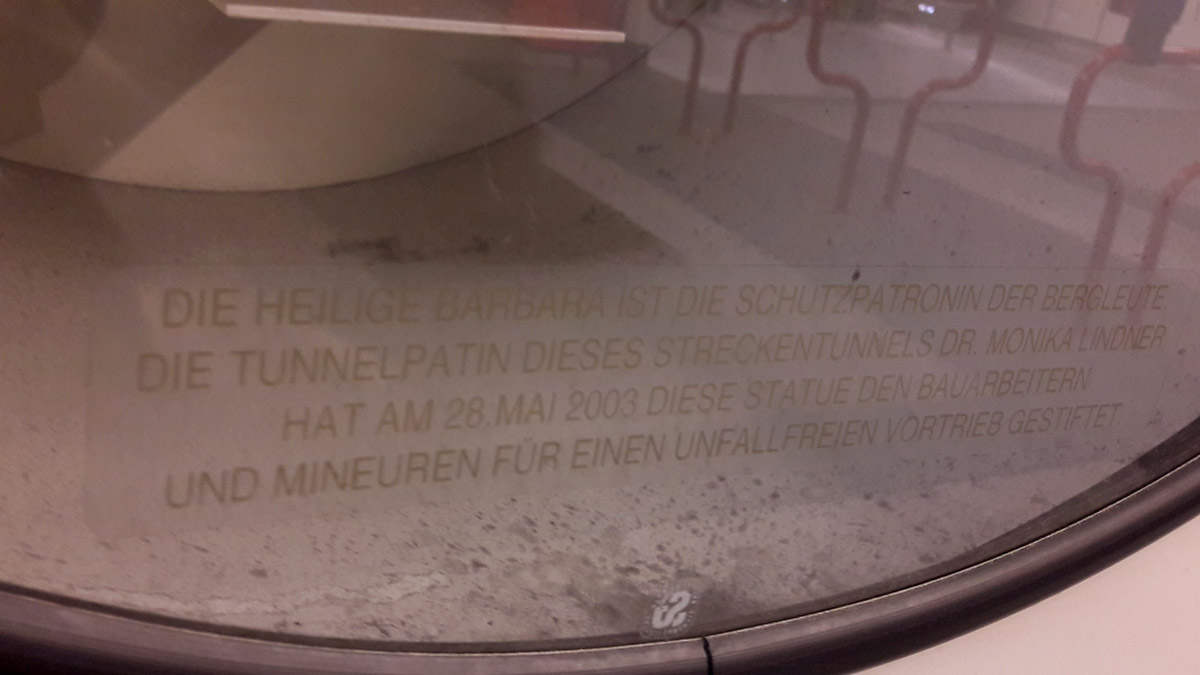 DIE HEILIGE BARBARA IST DIE SCHUTZPATRONIN DER BERGLEUTE
DIE TUNNELPATIN DIESES STRECKENTUNNELS DR. MONIKA LINDNER
HAT AM 28.MAI 2003 DIESE STATUE DEN BAUARBEITERN
UND MINEUREN FÜR EINEN UNFALLFREIEN VORTRIEB GESTIFTET.